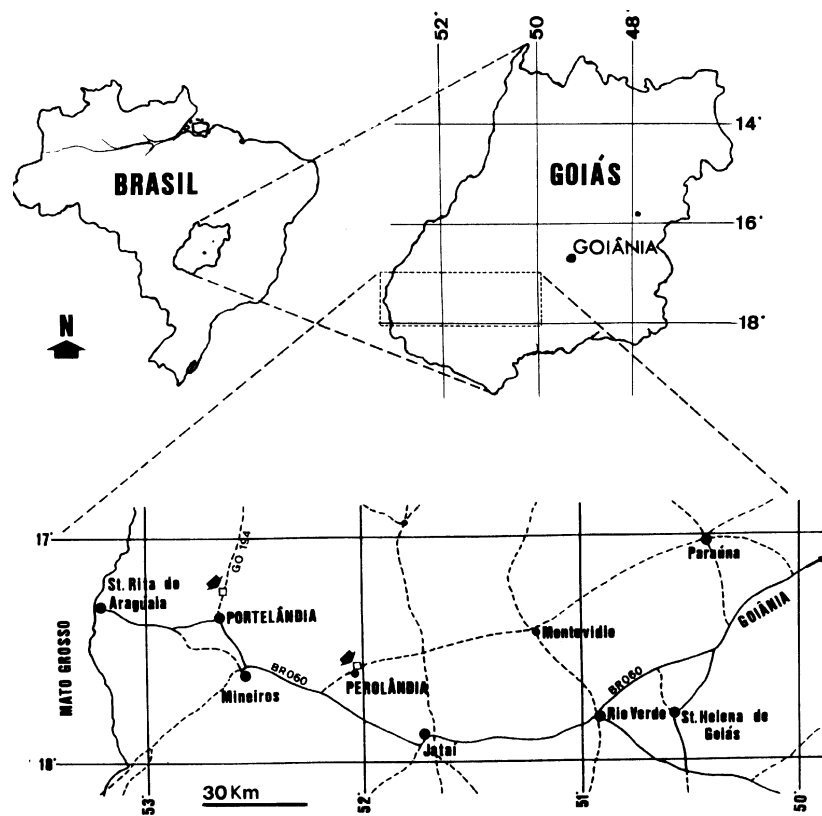 52°
50
48
14°
BRASIL
GOIÁS
16°
GOIÂNIA
N
18°
17°
GO 194
Paraúna
St. Rita do
Araguaia
PORTELÂNDIA
GOIÂNIA
Montevidio
MATO GROSSO
BR060
PEROLÂNDIA
BR060
Mineiros
Rio Verde
St. Helena de
Goiás
Jataí
18°
53°
30 Km
52°
51°
50°